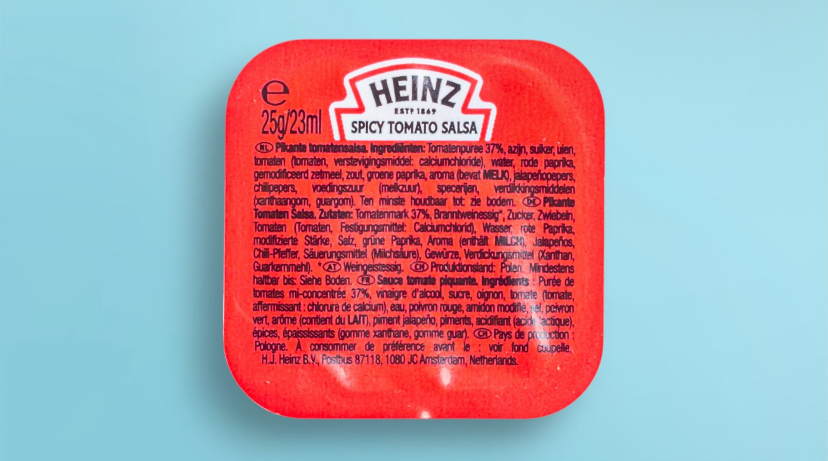 HEINZ
ESTD 1869
SPICY TOMATO SALSA
℮
25g/23ml
NL Pikante tomatensalsa. Ingrediënten: Tomatenpuree 37%, azijn, suiker, uien,
tomaten (tomaten, verstevigingsmiddel: calciumchloride), water, rode paprika,
gemodificeerd zetmeel, zout, groene paprika, aroma (bevat MELK), jalapeñopepers,
chilipepers, voedingszuur (melkzuur), specerijen, verdikkingsmiddelen
(xanthaangom, guargom). Ten minste houdbaar tot: zie bodem. DE Pikante
Tomaten Salsa. Zutaten: Tomatenmark 37%, Branntweinessig*, Zucker, Zwiebeln,
Tomaten (Tomaten, Festigungsmittel: Calciumchlorid), Wasser, rote Paprika,
modifizierte Stärke, Salz, grüne Paprika, Aroma (enthält MILCH), Jalapeños,
Chili-Pfeffer, Säuerungsmittel (Milchsäure), Gewürze, Verdickungsmittel (Xanthan,
Guarkernmehl). * AT Weingeistessig. CH Produktionsland: Polen. Mindestens
haltbar bis: Siehe Boden. FR Sauce tomate piquante. Ingrédients : Purée de
tomates mi-concentrée 37%, vinaigre d'alcool, sucre, oignon, tomate (tomate,
affermissant : chlorure de calcium), eau, poivron rouge, amidon modifié, sel, poivron
vert, arôme (contient du LAIT), piment jalapeño, piments, acidifiant (acide lactique),
épices, épaississants (gomme xanthane, gomme guar). CH Pays de production :
Pologne. À consommer de préférence avant le : voir fond coupelle.
H.J. Heinz B.V., Postbus 87118, 1080 JC Amsterdam, Netherlands.